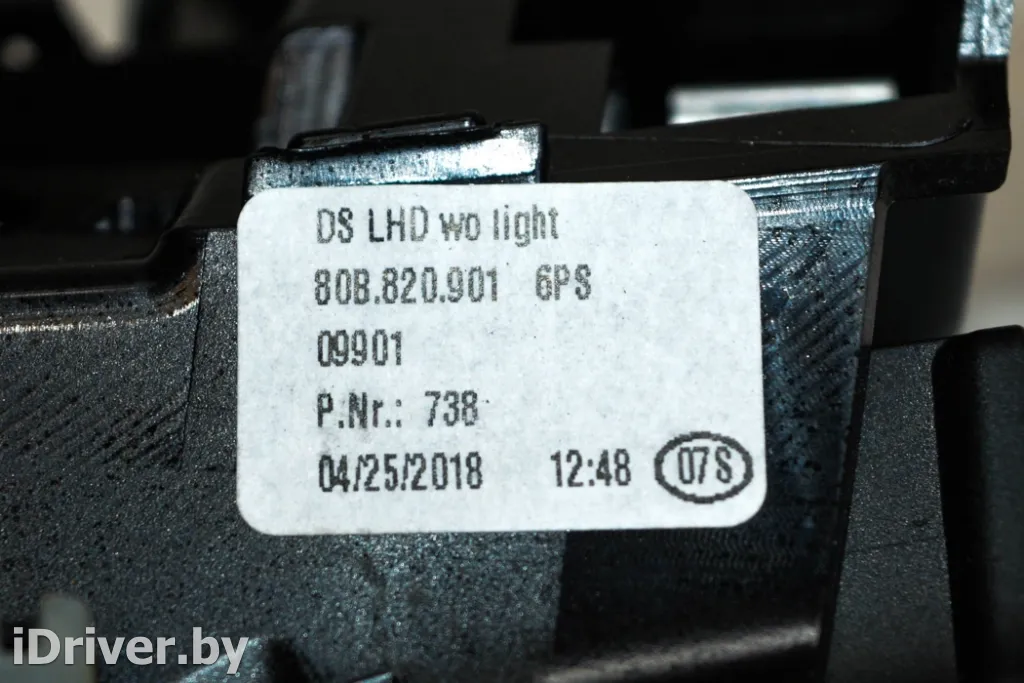 DS LHD wo light
80B.820.901 6PS
09901
P.Nr.: 738
04/25/2018 12:48 07S
iDriver.by